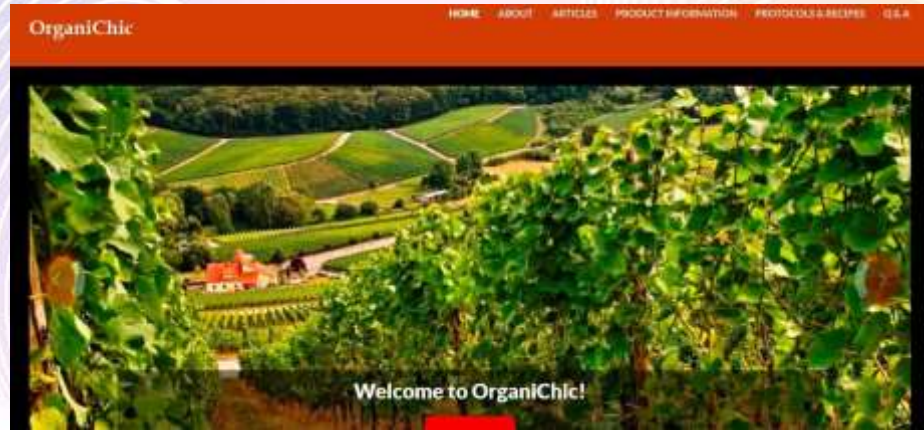 OrganiChic
HOME ABOUT ARTICLES PRODUCT INFORMATION PROTOCOLS & RECIPES Q & A
Welcome to OrganiChic!